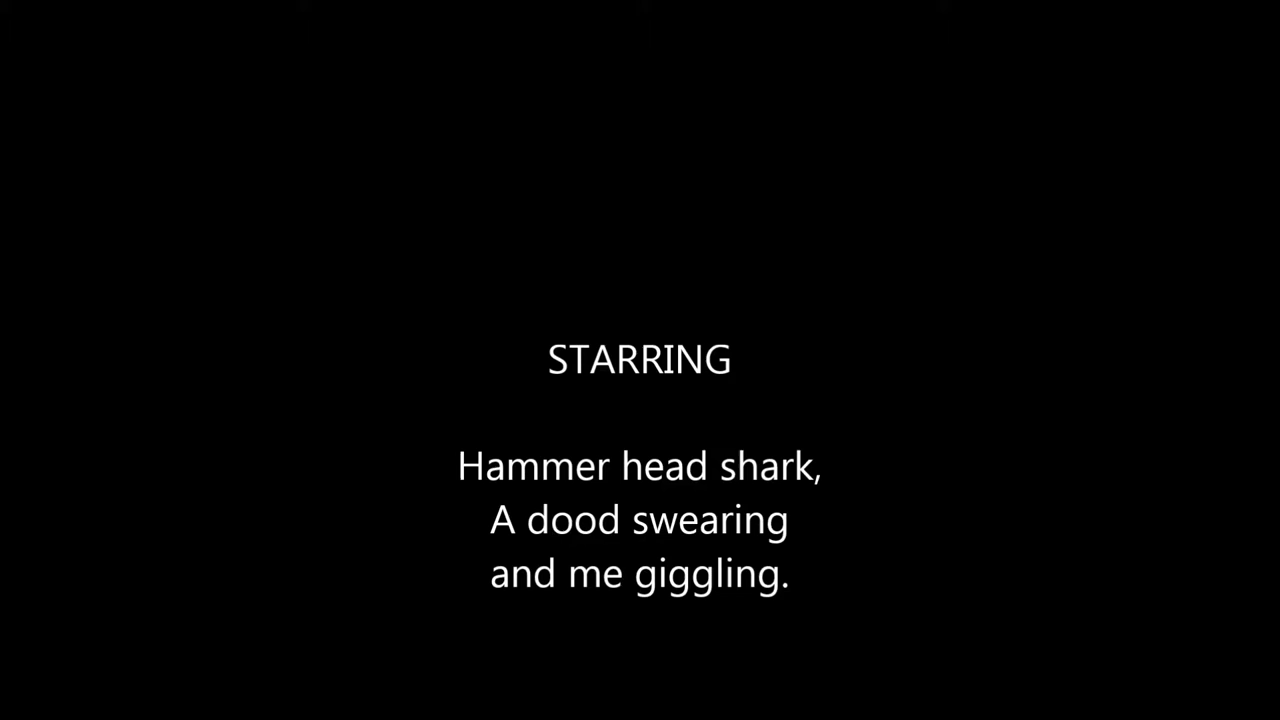 STARRING
Hammer head shark,
A dood swearing
and me giggling.